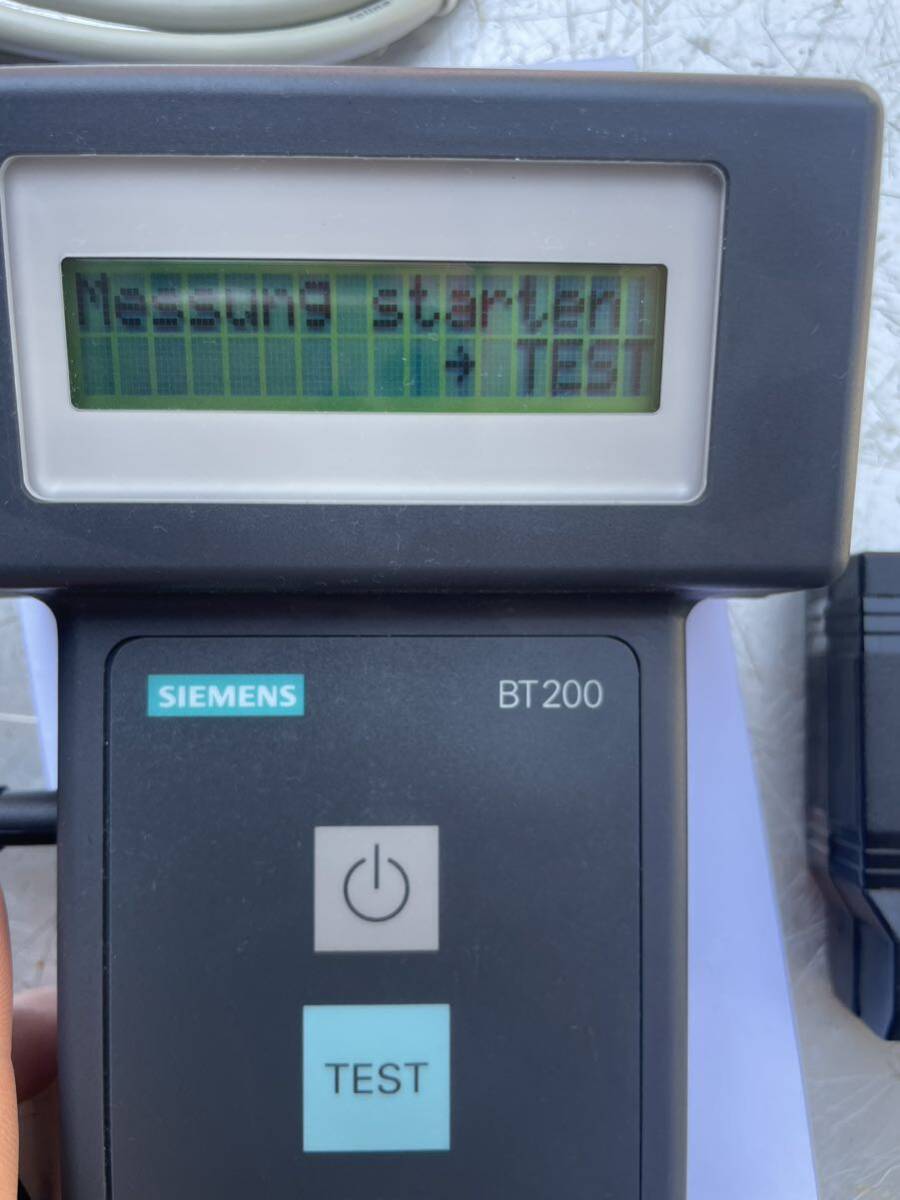 Messung starten
→ TEST
SIEMENS
BT200
TEST